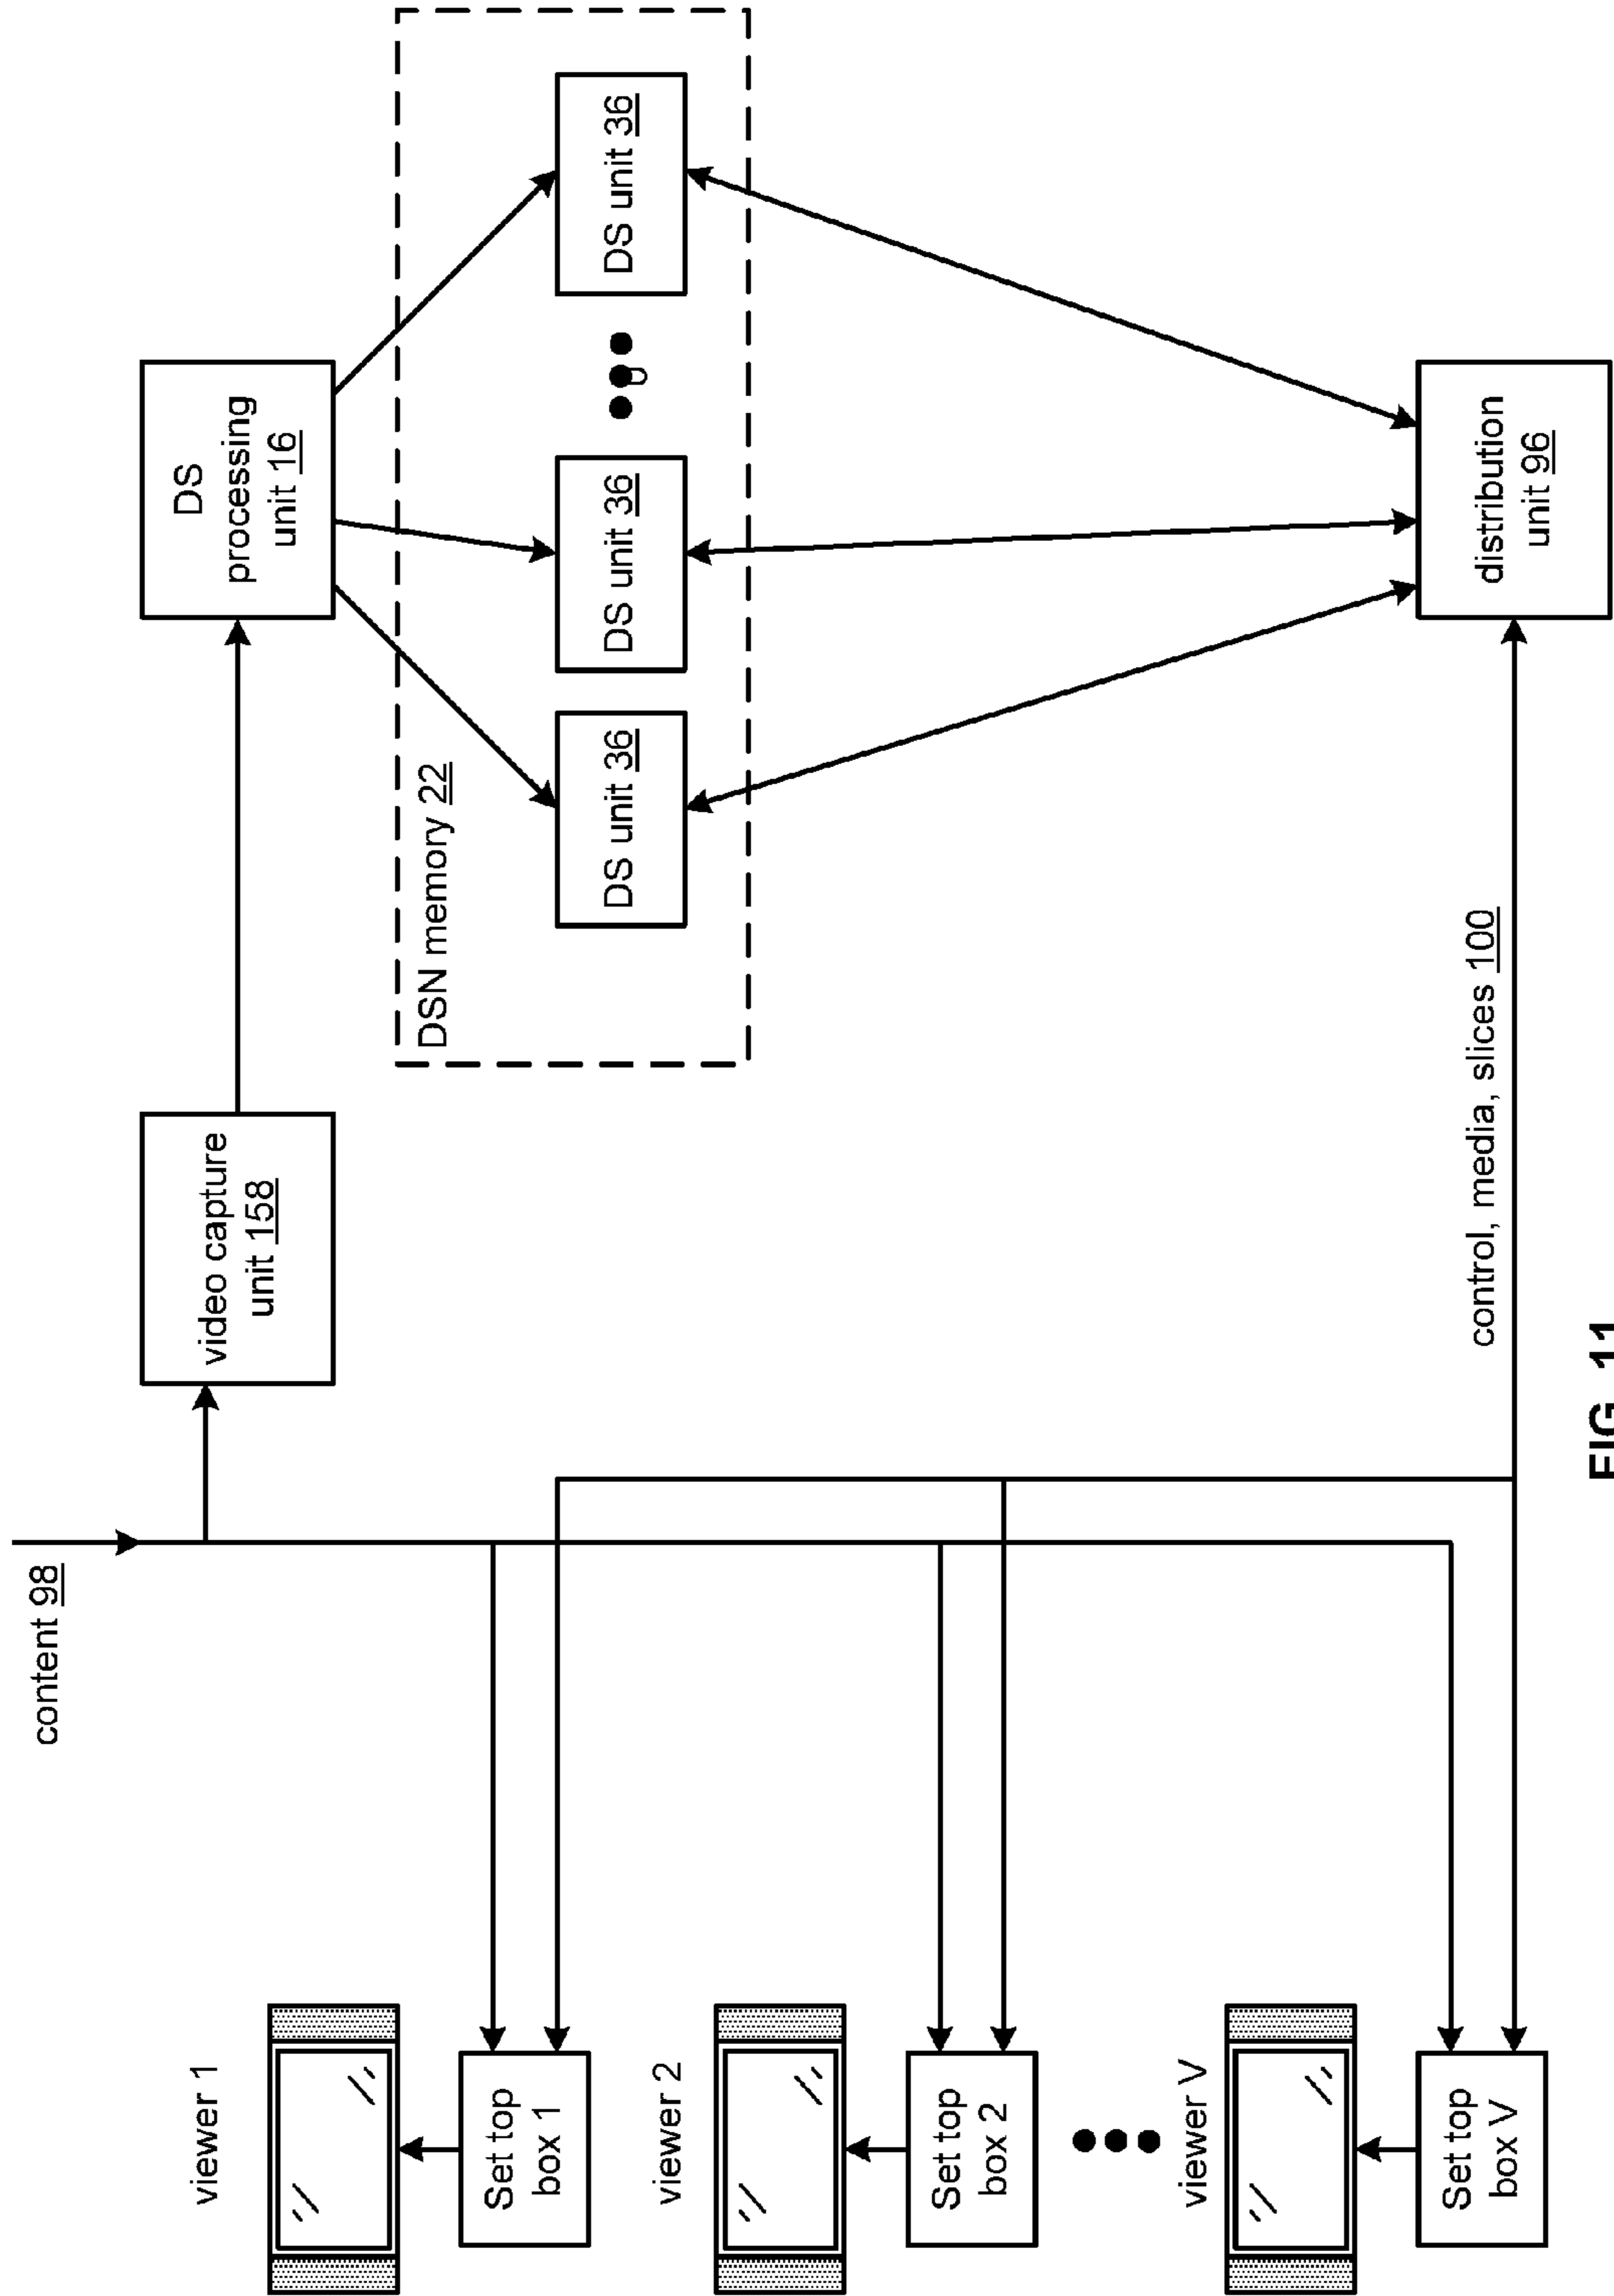 content 98
viewer 1
video capture
unit 158
DS
processing
unit 16
DSN memory 22
Set top
box 1
DS unit 36
DS unit 36
DS unit 36
viewer 2
Set top
box 2
viewer V
Set top
box V
control, media, slices 100
distribution
unit 96
FIG. 11